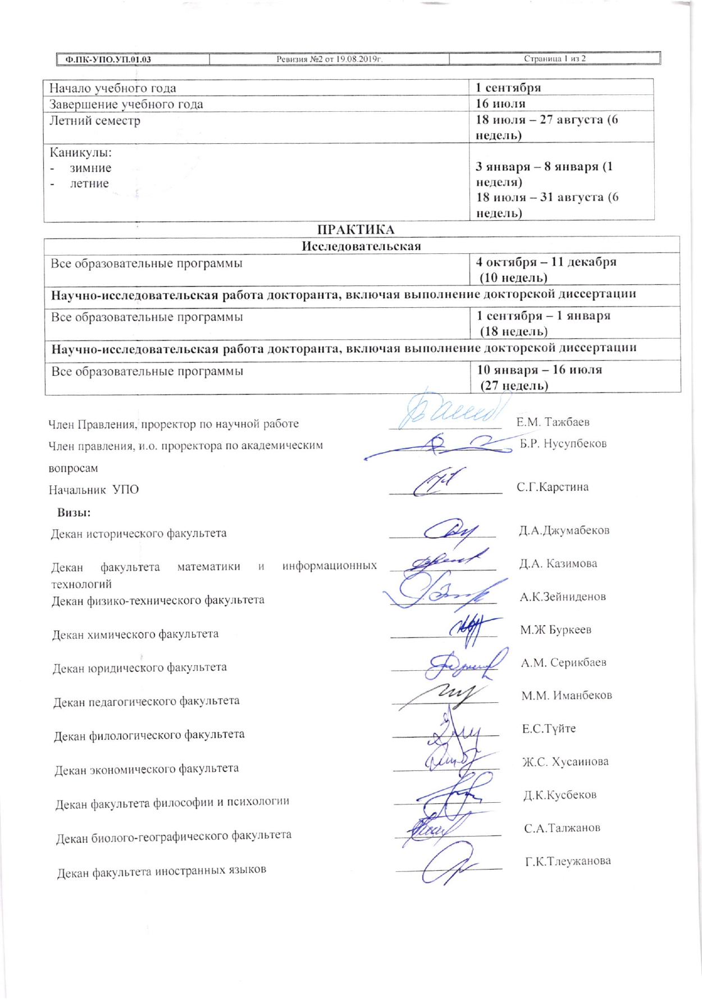 Ф.ПК-УПО.УП.01.03 Ревизия №2 от 19.08.2019г. Страница 1 из 2
Начало учебного года 1 сентября
Завершение учебного года 16 июля
Летний семестр 18 июля – 27 августа (6
недель)
Каникулы:
- зимние 3 января – 8 января (1
- летние неделя)
18 июля – 31 августа (6
недель)
ПРАКТИКА
Исследовательская
Все образовательные программы 4 октября – 11 декабря
(10 недель)
Научно-исследовательская работа докторанта, включая выполнение докторской диссертации
Все образовательные программы 1 сентября – 1 января
(18 недель)
Научно-исследовательская работа докторанта, включая выполнение докторской диссертации
Все образовательные программы 10 января – 16 июля
(27 недель)
Член Правления, проректор по научной работе Е.М. Тажбаев
Член правления, и.о. проректора по академическим Б.Р. Нусупбеков
вопросам
Начальник УПО С.Г.Карстина
Визы:
Декан исторического факультета Д.А.Джумабеков
Декан факультета математики и информационных Д.А. Казимова
технологий
Декан физико-технического факультета А.К.Зейниденов
Декан химического факультета М.Ж Буркеев
Декан юридического факультета А.М. Серикбаев
Декан педагогического факультета М.М. Иманбеков
Декан филологического факультета Е.С.Түйте
Декан экономического факультета Ж.С. Хусаинова
Декан факультета философии и психологии Д.К.Кусбеков
Декан биолого-географического факультета С.А.Талжанов
Декан факультета иностранных языков Г.К.Тлеужанова